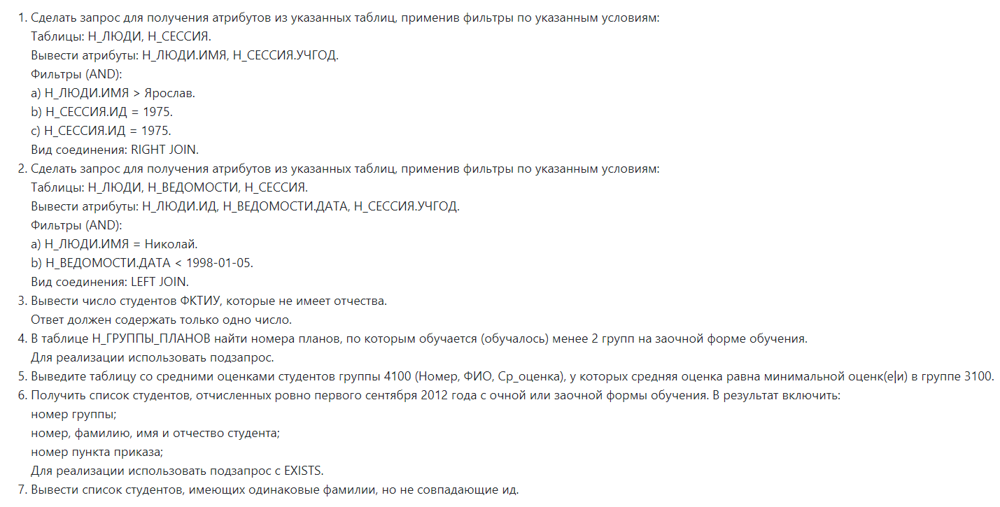 1. Сделать запрос для получения атрибутов из указанных таблиц, применив фильтры по указанным условиям:
Таблицы: Н_ЛЮДИ, Н_СЕССИЯ.
Вывести атрибуты: Н_ЛЮДИ.ИМЯ, Н_СЕССИЯ.УЧГОД.
Фильтры (AND):
a) Н_ЛЮДИ.ИМЯ > Ярослав.
b) Н_СЕССИЯ.ИД = 1975.
c) Н_СЕССИЯ.ИД = 1975.
Вид соединения: RIGHT JOIN.
2. Сделать запрос для получения атрибутов из указанных таблиц, применив фильтры по указанным условиям:
Таблицы: Н_ЛЮДИ, Н_ВЕДОМОСТИ, Н_СЕССИЯ.
Вывести атрибуты: Н_ЛЮДИ.ИД, Н_ВЕДОМОСТИ.ДАТА, Н_СЕССИЯ.УЧГОД.
Фильтры (AND):
a) Н_ЛЮДИ.ИМЯ = Николай.
b) Н_ВЕДОМОСТИ.ДАТА < 1998-01-05.
Вид соединения: LEFT JOIN.
3. Вывести число студентов ФКТИУ, которые не имеет отчества.
Ответ должен содержать только одно число.
4. В таблице Н_ГРУППЫ_ПЛАНОВ найти номера планов, по которым обучается (обучалось) менее 2 групп на заочной форме обучения.
Для реализации использовать подзапрос.
5. Выведите таблицу со средними оценками студентов группы 4100 (Номер, ФИО, Ср_оценка), у которых средняя оценка равна минимальной оценк(е|и) в группе 3100.
6. Получить список студентов, отчисленных ровно первого сентября 2012 года с очной или заочной формы обучения. В результат включить:
номер группы;
номер, фамилию, имя и отчество студента;
номер пункта приказа;
Для реализации использовать подзапрос с EXISTS.
7. Вывести список студентов, имеющих одинаковые фамилии, но не совпадающие ид.